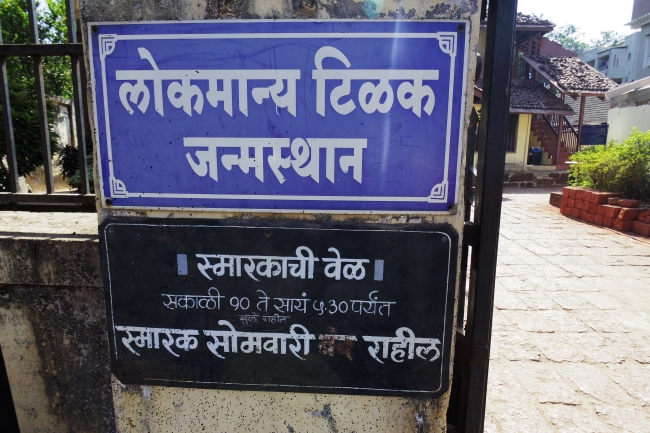 लोकमान्य टिळक
जन्मस्थान
स्मारकाची वेळ
सकाळी १० ते सायं ५.३० पर्यंत
खुले राहील
स्मारक सोमवारी राहील